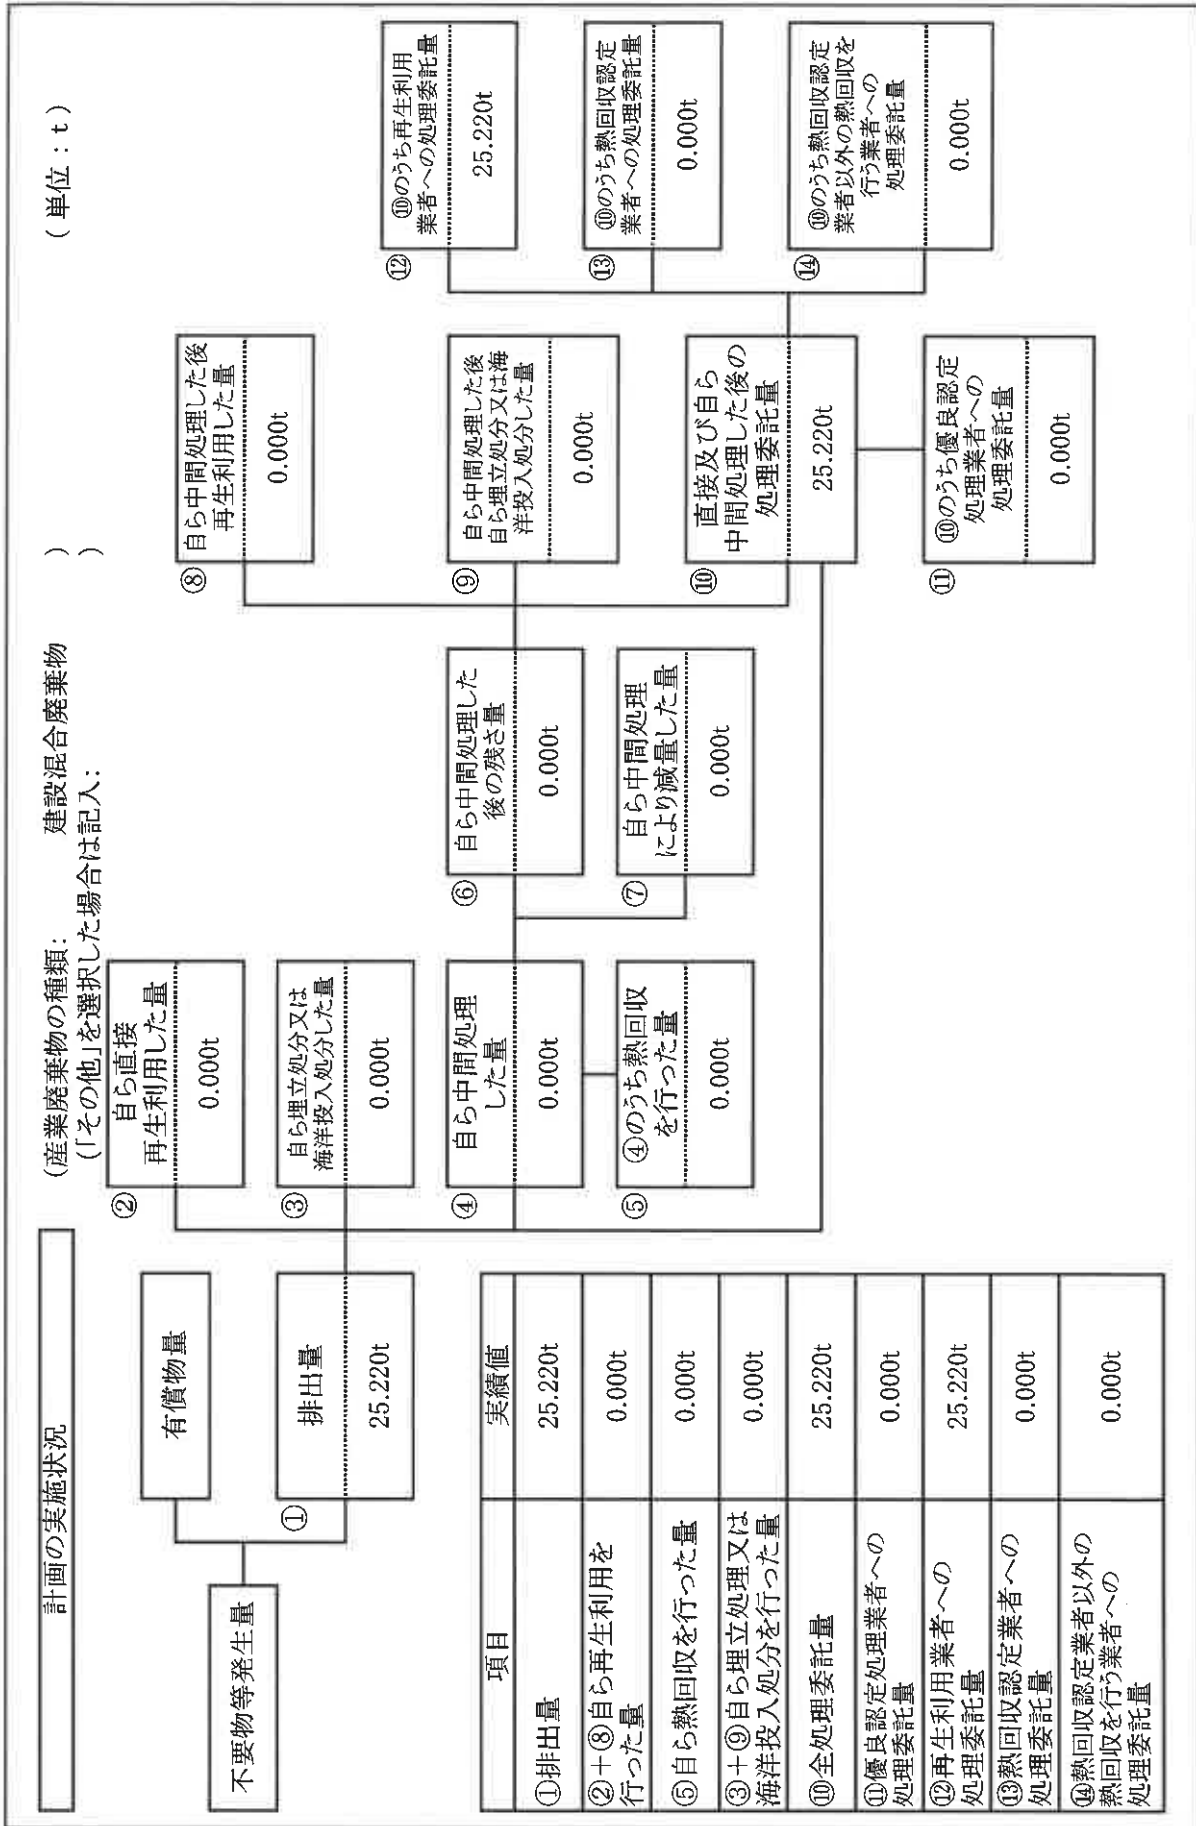 計画の実施状況
（産業廃棄物の種類：　建設混合廃棄物　）
（「その他」を選択した場合は記入：　）
（単位：t）
不要物等発生量
有償物量
①
排出量
25.220t
②
自ら直接
再生利用した量
0.000t
③
自ら埋立処分又は
海洋投入処分した量
0.000t
④
自ら中間処理
した量
0.000t
⑤
④のうち熱回収
を行った量
0.000t
⑥
自ら中間処理した
後の残さ量
0.000t
⑦
自ら中間処理
により減量した量
0.000t
⑧
自ら中間処理した後
再生利用した量
0.000t
⑨
自ら中間処理した後
自ら埋立処分又は海
洋投入処分した量
0.000t
⑩
直接及び自ら
中間処理した後の
処理委託量
25.220t
⑪
⑩のうち優良認定
処理業者への
処理委託量
0.000t
⑫
⑩のうち再生利用
業者への処理委託量
25.220t
⑬
⑩のうち熱回収認定
業者への処理委託量
0.000t
⑭
⑩のうち熱回収認定
業者以外の熱回収を
行う業者への
処理委託量
0.000t
項目　実績値
①排出量　25.220t
②＋⑧自ら再生利用を
行った量　0.000t
⑤自ら熱回収を行った量　0.000t
③＋⑨自ら埋立処理又は
海洋投入処分を行った量　0.000t
⑩全処理委託量　25.220t
⑪優良認定処理業者への
処理委託量　0.000t
⑫再生利用業者への
処理委託量　25.220t
⑬熱回収認定業者への
処理委託量　0.000t
⑭熱回収認定業者以外の
熱回収を行う業者への
処理委託量　0.000t